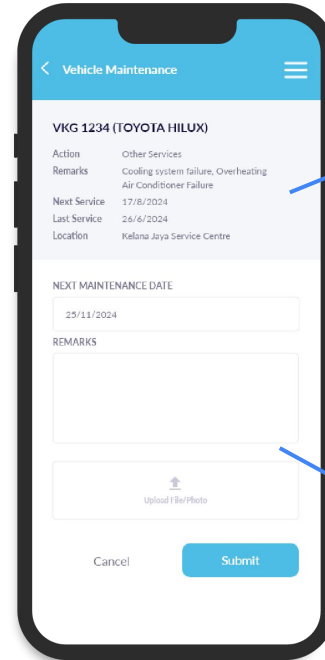 Vehicle Maintenance
VKG 1234 (TOYOTA HILUX)
Action Other Services
Remarks Cooling system failure, Overheating
Air Conditioner Failure
Next Service 17/8/2024
Last Service 26/6/2024
Location Kelana Jaya Service Centre
NEXT MAINTENANCE DATE
25/11/2024
REMARKS
Upload File/Photo
Cancel Submit